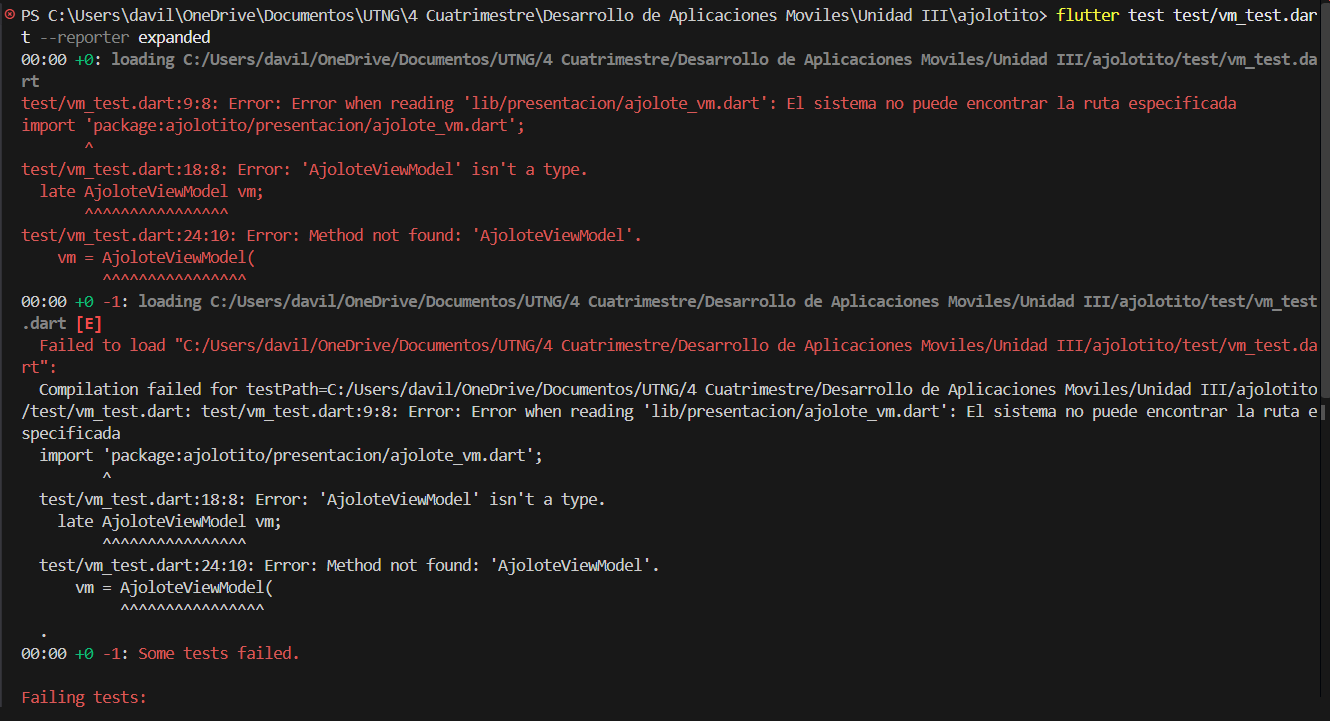 PS C:\Users\davil\OneDrive\Documentos\UTNG\4 Cuatrimestre\Desarrollo de Aplicaciones Moviles\Unidad III\ajolotito> flutter test test/vm_test.dar
t --reporter expanded
00:00 +0: loading C:/Users/davil/OneDrive/Documentos/UTNG/4 Cuatrimestre/Desarrollo de Aplicaciones Moviles/Unidad III/ajolotito/test/vm_test.da
rt
test/vm_test.dart:9:8: Error: Error when reading 'lib/presentacion/ajolote_vm.dart': El sistema no puede encontrar la ruta especificada
import 'package:ajolotito/presentacion/ajolote_vm.dart';
       ^
test/vm_test.dart:18:8: Error: 'AjoloteViewModel' isn't a type.
  late AjoloteViewModel vm;
       ^^^^^^^^^^^^^^^^
test/vm_test.dart:24:10: Error: Method not found: 'AjoloteViewModel'.
    vm = AjoloteViewModel(
         ^^^^^^^^^^^^^^^^
00:00 +0 -1: loading C:/Users/davil/OneDrive/Documentos/UTNG/4 Cuatrimestre/Desarrollo de Aplicaciones Moviles/Unidad III/ajolotito/test/vm_test
.dart [E]
  Failed to load "C:/Users/davil/OneDrive/Documentos/UTNG/4 Cuatrimestre/Desarrollo de Aplicaciones Moviles/Unidad III/ajolotito/test/vm_test.da
rt":
  Compilation failed for testPath=C:/Users/davil/OneDrive/Documentos/UTNG/4 Cuatrimestre/Desarrollo de Aplicaciones Moviles/Unidad III/ajolotito
/test/vm_test.dart: test/vm_test.dart:9:8: Error: Error when reading 'lib/presentacion/ajolote_vm.dart': El sistema no puede encontrar la ruta e
specificada
  import 'package:ajolotito/presentacion/ajolote_vm.dart';
         ^
  test/vm_test.dart:18:8: Error: 'AjoloteViewModel' isn't a type.
    late AjoloteViewModel vm;
         ^^^^^^^^^^^^^^^^
  test/vm_test.dart:24:10: Error: Method not found: 'AjoloteViewModel'.
      vm = AjoloteViewModel(
           ^^^^^^^^^^^^^^^^
  .
00:00 +0 -1: Some tests failed.
Failing tests: